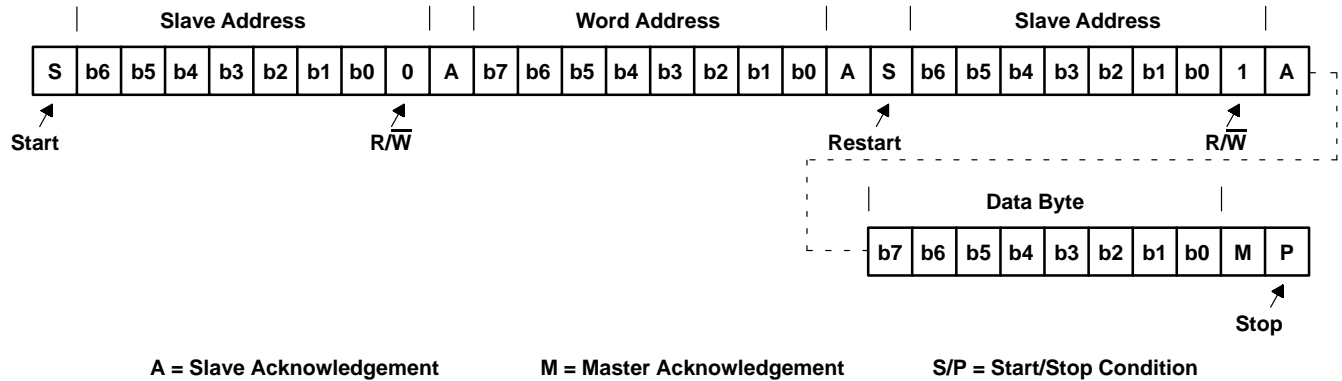 Slave Address Word Address Slave Address
S b6 b5 b4 b3 b2 b1 b0 0 A b7 b6 b5 b4 b3 b2 b1 b0 A S b6 b5 b4 b3 b2 b1 b0 1 A
Start R/W̅ Restart R/W̅
Data Byte
b7 b6 b5 b4 b3 b2 b1 b0 M P
Stop
A = Slave Acknowledgement M = Master Acknowledgement S/P = Start/Stop Condition